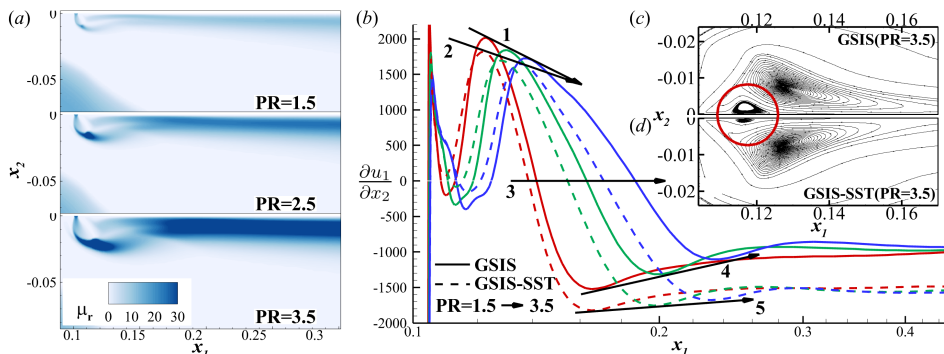 (a)
0
-0.05
PR=1.5
0
-0.05
PR=2.5
0
-0.05
PR=3.5
x2
μr
0 10 20 30
0.1 0.15 0.2 0.25 0.3
x1
(b)
2000
1500
1000
500
0
-500
-1000
-1500
-2000
∂u1
∂x2
1
2
3
4
5
GSIS
GSIS-SST
PR=1.5 → 3.5
0.1 0.2 0.3 0.4
x1
(c)
0.12 0.14 0.16
GSIS(PR=3.5)
-0.02
-0.01
0
x2
(d)
0
-0.01
-0.02
GSIS-SST(PR=3.5)
0.12 0.14 0.16
x1